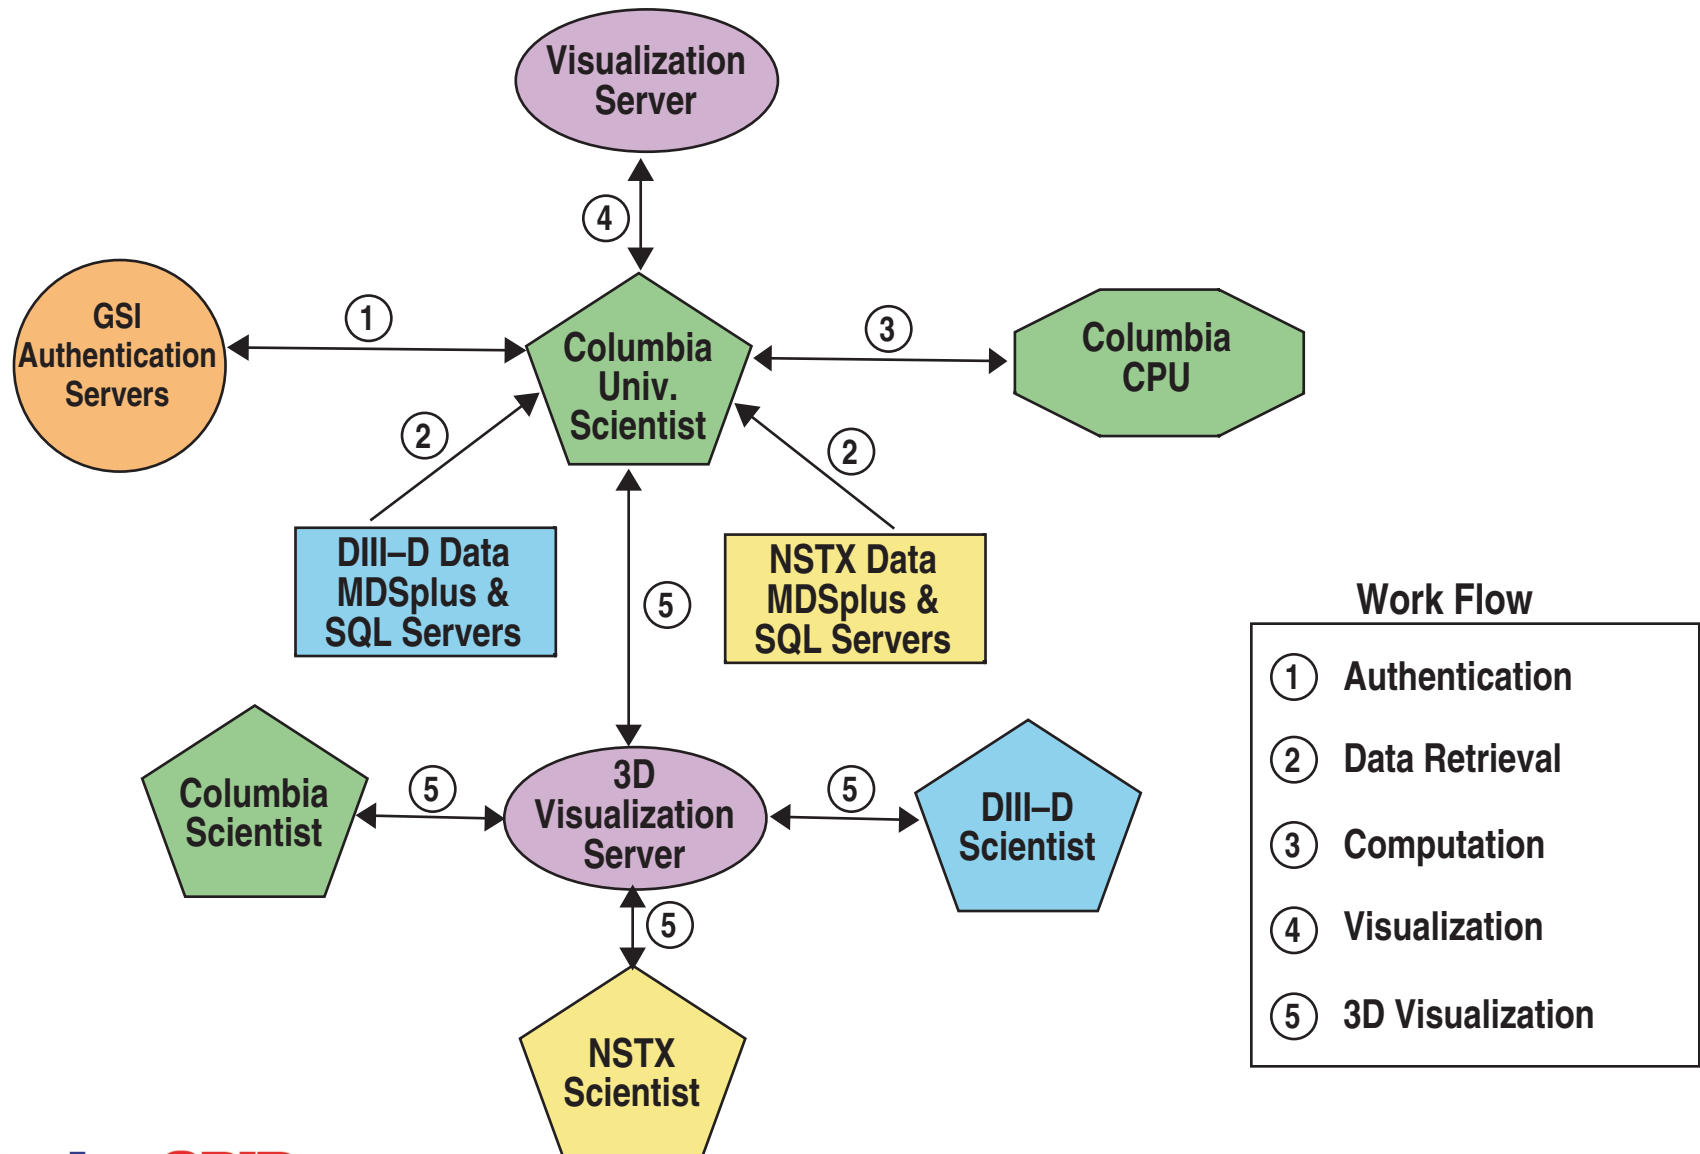 Visualization
Server
4
GSI
Authentication
Servers
1
Columbia
Univ.
Scientist
3
Columbia
CPU
2
2
DIII–D Data
MDSplus &
SQL Servers
5
NSTX Data
MDSplus &
SQL Servers
Columbia
Scientist
5
3D
Visualization
Server
5
DIII–D
Scientist
5
NSTX
Scientist
Work Flow
1 Authentication
2 Data Retrieval
3 Computation
4 Visualization
5 3D Visualization